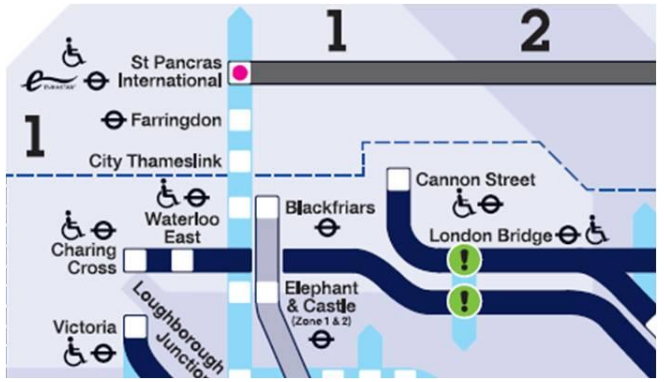 1
2
St Pancras
International
Farringdon
1
City Thameslink
Cannon Street
Waterloo
East
Blackfriars
London Bridge
Charing
Cross
Elephant
& Castle
(Zone 1 & 2)
Loughborough
Junction
Victoria